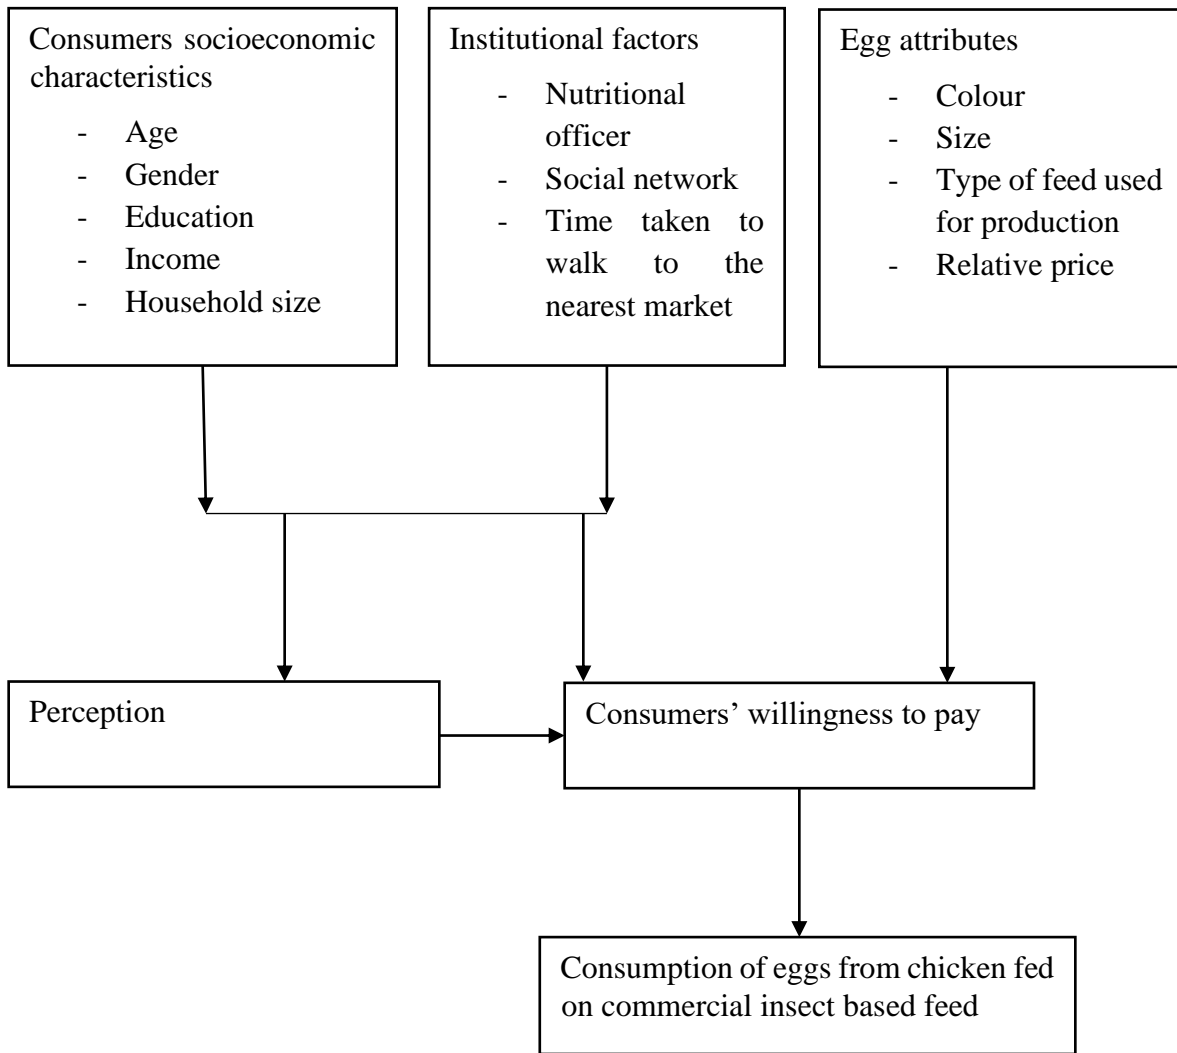 Consumers socioeconomic
characteristics
- Age
- Gender
- Education
- Income
- Household size
Institutional factors
- Nutritional
officer
- Social network
- Time taken to
walk to the
nearest market
Egg attributes
- Colour
- Size
- Type of feed used
for production
- Relative price
Perception
Consumers’ willingness to pay
Consumption of eggs from chicken fed
on commercial insect based feed